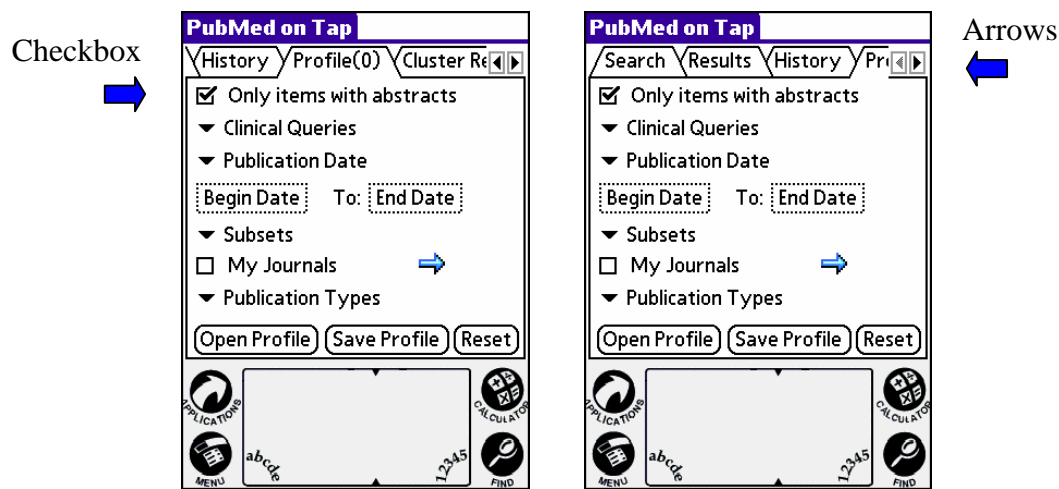 Checkbox
PubMed on Tap
History Profile(0) Cluster Re
Only items with abstracts
Clinical Queries
Publication Date
Begin Date To: End Date
Subsets
My Journals
Publication Types
Open Profile Save Profile Reset
APPLICATIONS CALCULATOR
MENU abcde 12345 FIND
Arrows
PubMed on Tap
Search Results History Pr
Only items with abstracts
Clinical Queries
Publication Date
Begin Date To: End Date
Subsets
My Journals
Publication Types
Open Profile Save Profile Reset
APPLICATIONS CALCULATOR
MENU abcde 12345 FIND